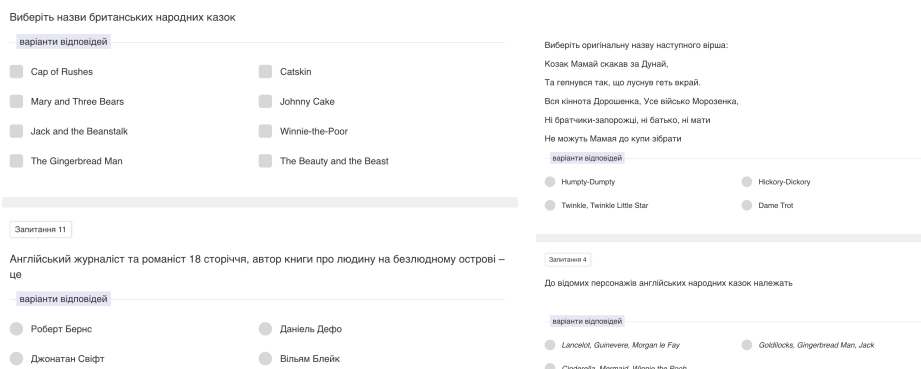 Виберіть назви британських народних казок
варіанти відповідей
Cap of Rushes
Catskin
Mary and Three Bears
Johnny Cake
Jack and the Beanstalk
Winnie-the-Poor
The Gingerbread Man
The Beauty and the Beast
Запитання 11
Англійський журналіст та романіст 18 сторіччя, автор книги про людину на безлюдному острові –
це
варіанти відповідей
Роберт Бернс
Даніель Дефо
Джонатан Свіфт
Вільям Блейк
Виберіть оригінальну назву наступного вірша:
Козак Мамай скакав за Дунай,
Та гепнувся так, що луснув геть вкрай.
Вся кіннота Дорошенка, Усе військо Морозенка,
Ні братчики-запорожці, ні батько, ні мати
Не можуть Мамая до купи зібрати
варіанти відповідей
Humpty-Dumpty
Hickory-Dickory
Twinkle, Twinkle Little Star
Dame Trot
Запитання 4
До відомих персонажів англійських народних казок належать
варіанти відповідей
Lancelot, Guinevere, Morgan le Fay
Goldilocks, Gingerbread Man, Jack
Cinderella, Mermaid, Winnie the Pooh